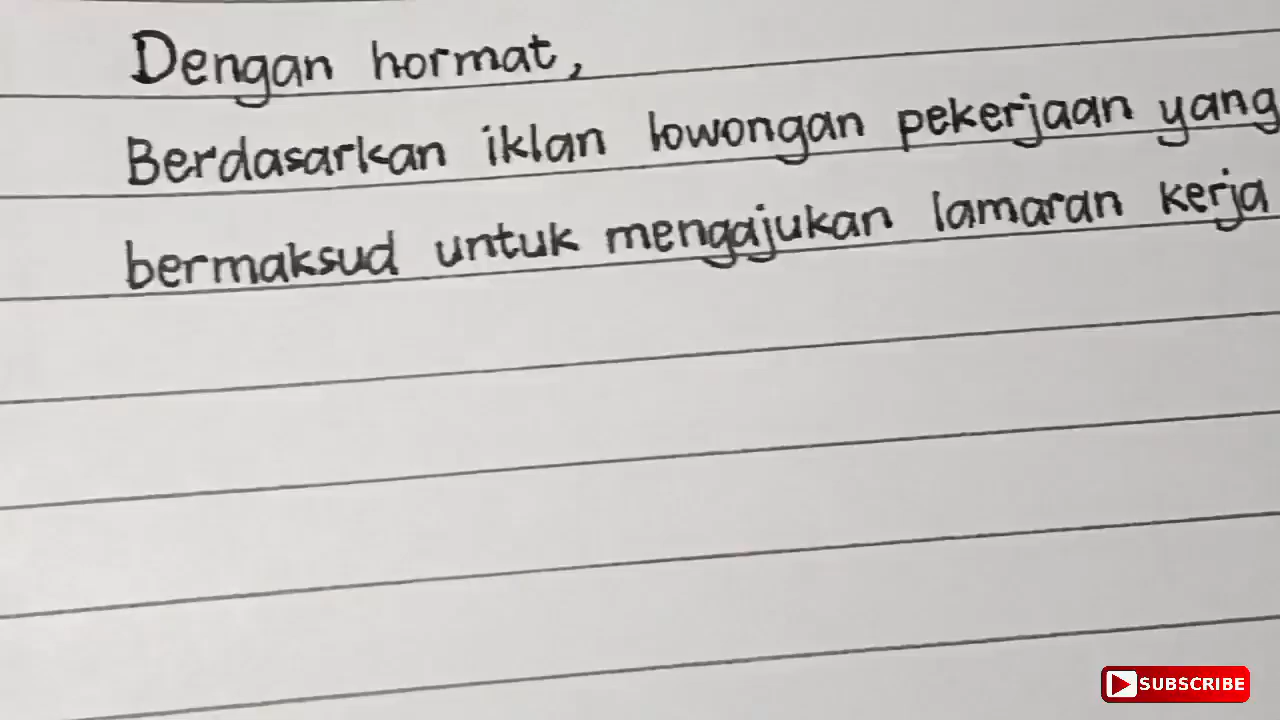 Dengan hormat,
Berdasarkan iklan lowongan pekerjaan yang
bermaksud untuk mengajukan lamaran kerja
SUBSCRIBE